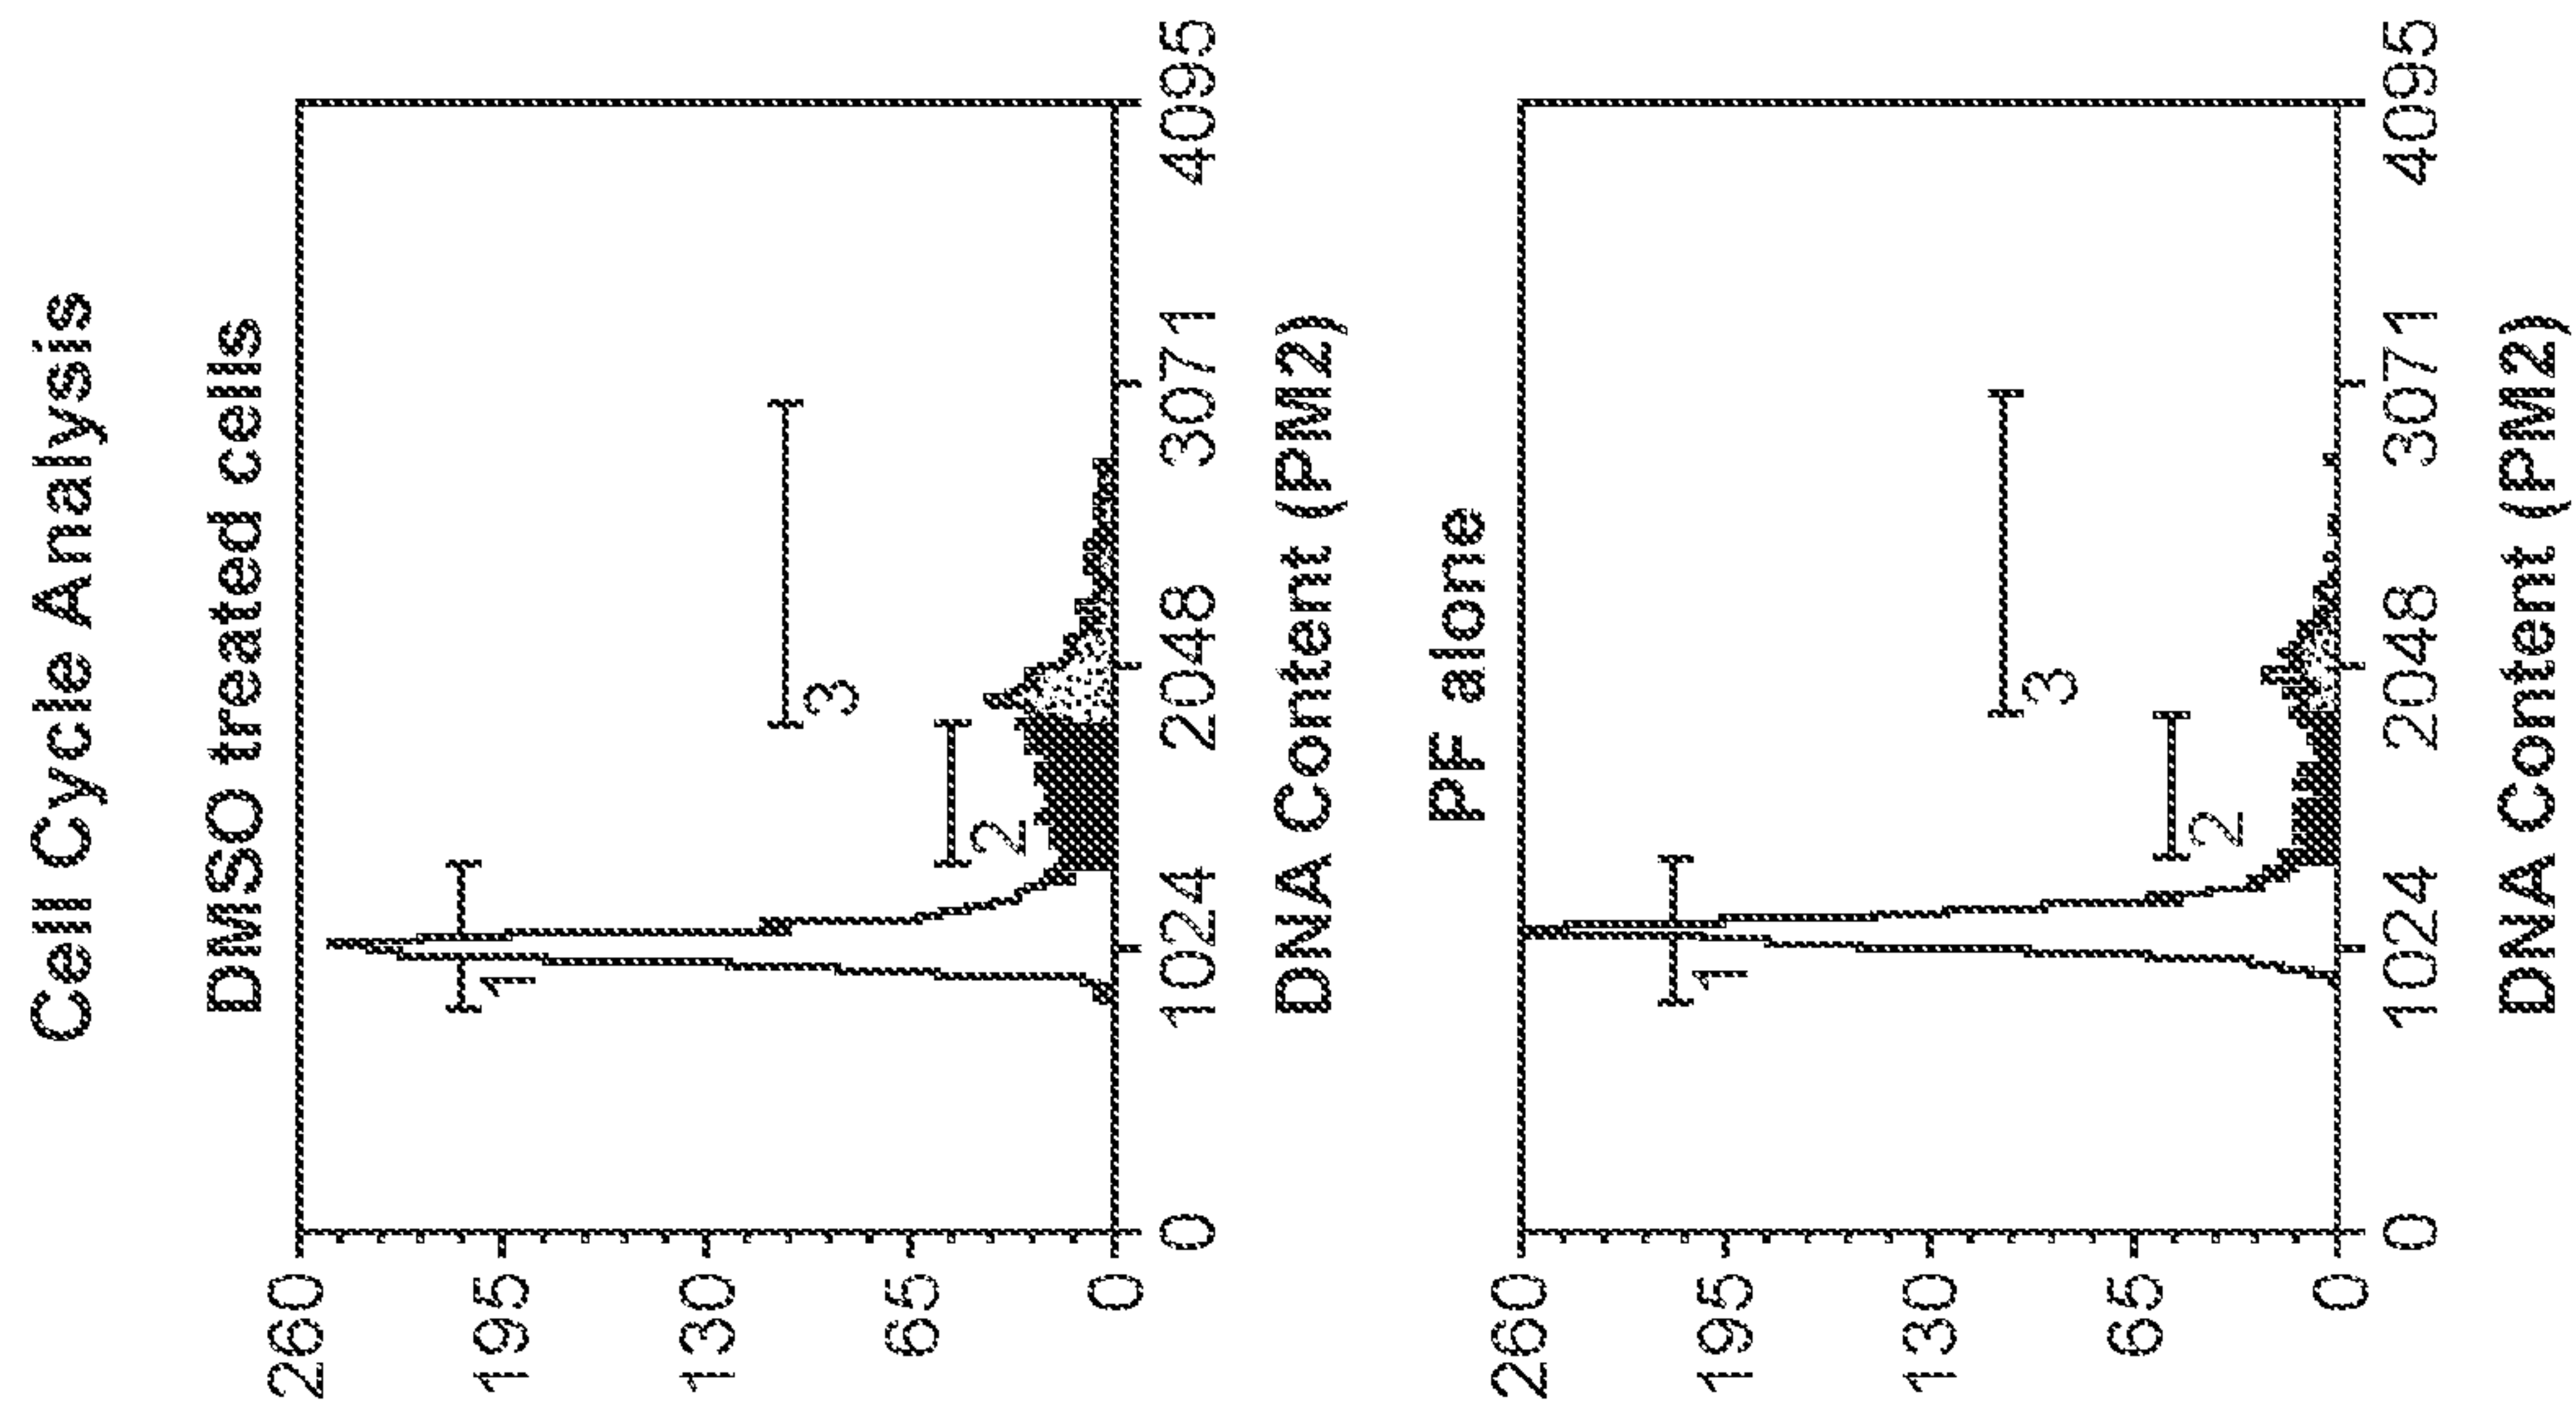 Cell Cycle Analysis
DMSO treated cells
260
195
130
65
0
1
2
3
0 1024 2048 3071 4095
DNA Content (PM2)
PF alone
260
195
130
65
0
1
2
3
0 1024 2048 3071 4095
DNA Content (PM2)